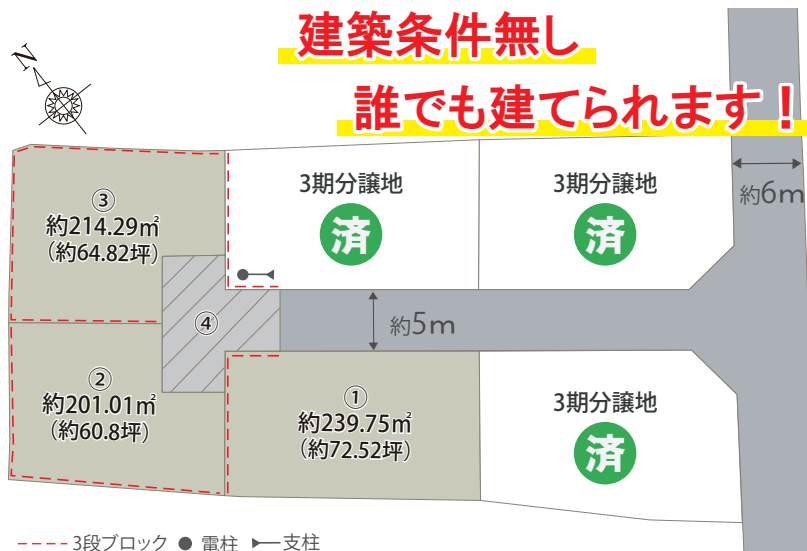 建築条件無し
誰でも建てられます！
N
③
約214.29㎡
（約64.82坪）
3期分譲地
済
3期分譲地
済
約6m
④
約5m
②
約201.01㎡
（約60.8坪）
①
約239.75㎡
（約72.52坪）
3期分譲地
済
3段ブロック 電柱 支柱